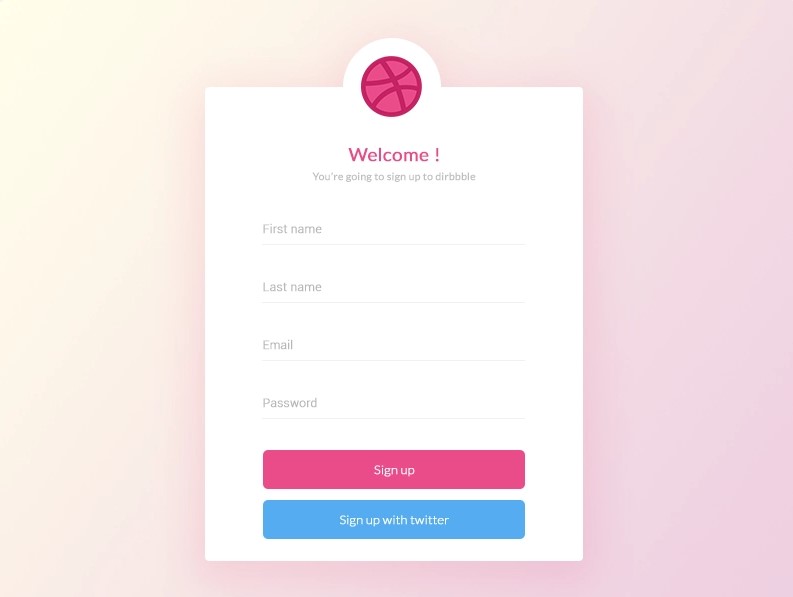 Welcome !
You're going to sign up to dirbbble
First name
Last name
Email
Password
Sign up
Sign up with twitter